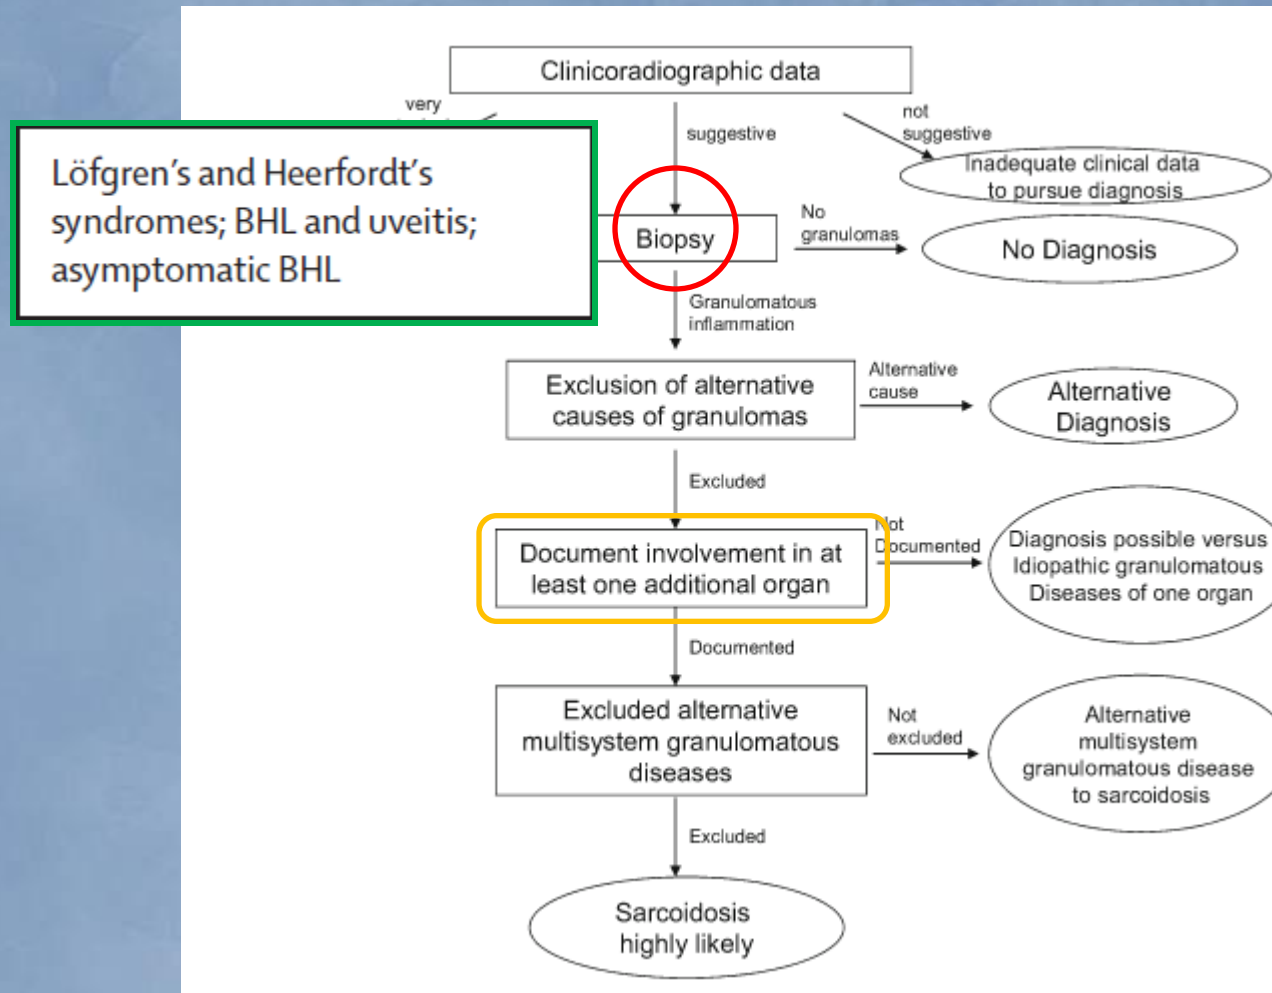 Clinicoradiographic data
very
suggestive
not
suggestive
Inadequate clinical data
to pursue diagnosis
Löfgren's and Heerfordt's
syndromes; BHL and uveitis;
asymptomatic BHL
Biopsy
No
granulomas
No Diagnosis
Granulomatous
inflammation
Exclusion of alternative
causes of granulomas
Alternative
cause
Alternative
Diagnosis
Excluded
Document involvement in at
least one additional organ
Not
Documented
Diagnosis possible versus
Idiopathic granulomatous
Diseases of one organ
Documented
Excluded alternative
multisystem granulomatous
diseases
Not
excluded
Alternative
multisystem
granulomatous disease
to sarcoidosis
Excluded
Sarcoidosis
highly likely